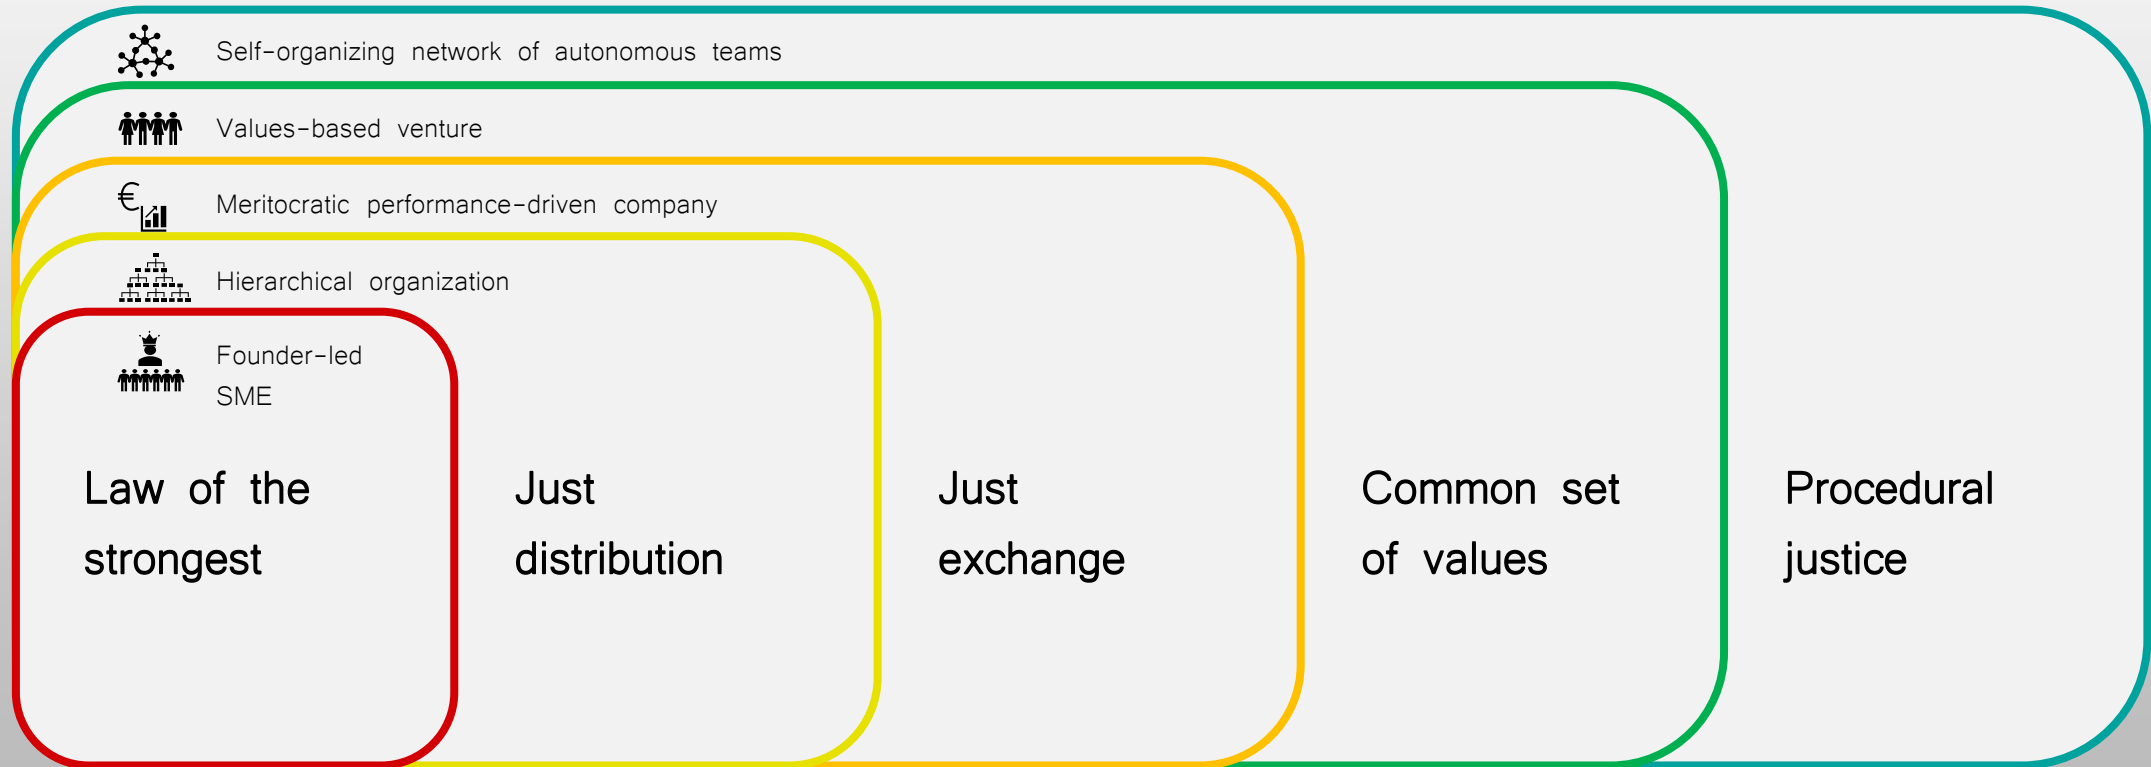 Self-organizing network of autonomous teams
Values-based venture
€
Meritocratic performance-driven company
Hierarchical organization
Founder-led
SME
Law of the
strongest
Just
distribution
Just
exchange
Common set
of values
Procedural
justice